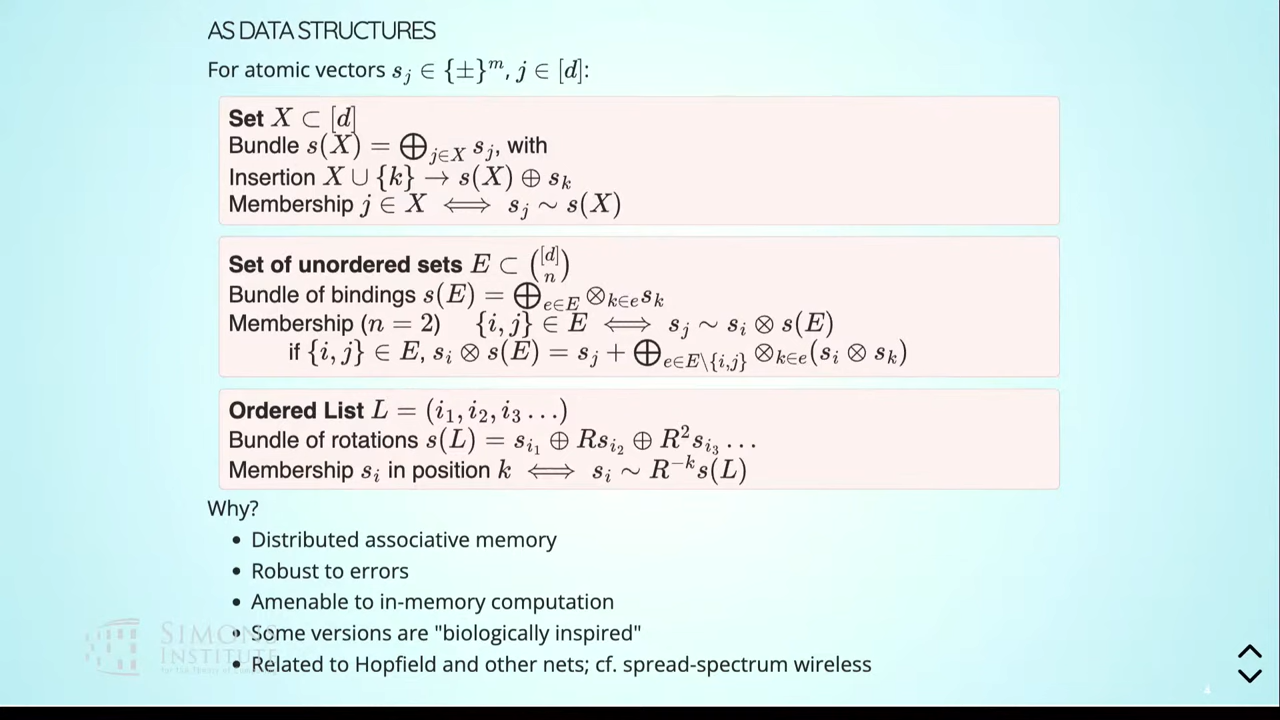 AS DATA STRUCTURES
For atomic vectors $s_j \in \{\pm\}^m, j \in [d]$:
Set $X \subset [d]$
Bundle $s(X) = \bigoplus_{j \in X} s_j$, with
Insertion $X \cup \{k\} \to s(X) \oplus s_k$
Membership $j \in X \iff s_j \sim s(X)$
Set of unordered sets $E \subset \binom{[d]}{n}$
Bundle of bindings $s(E) = \bigoplus_{e \in E} \otimes_{k \in e} s_k$
Membership ($n = 2$) $\{i, j\} \in E \iff s_j \sim s_i \otimes s(E)$
if $\{i, j\} \in E, s_i \otimes s(E) = s_j + \bigoplus_{e \in E \setminus \{i,j\}} \otimes_{k \in e} (s_i \otimes s_k)$
Ordered List $L = (i_1, i_2, i_3 \ldots)$
Bundle of rotations $s(L) = s_{i_1} \oplus R s_{i_2} \oplus R^2 s_{i_3} \ldots$
Membership $s_i$ in position $k \iff s_i \sim R^{-k} s(L)$
Why?
• Distributed associative memory
• Robust to errors
• Amenable to in-memory computation
• Some versions are "biologically inspired"
• Related to Hopfield and other nets; cf. spread-spectrum wireless
SIMONS
INSTITUTE
4